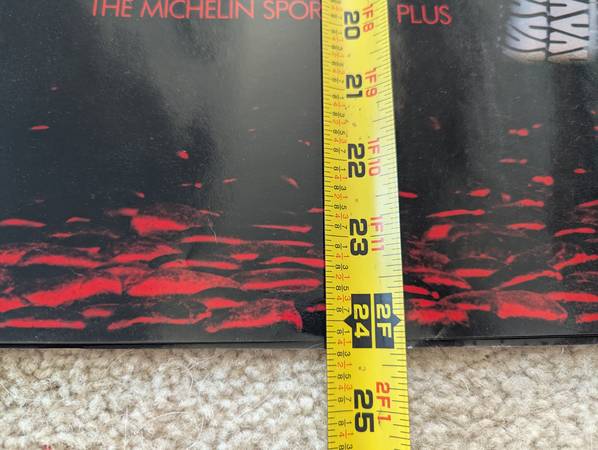 THE MICHELIN SPOR PLUS
1F8
20
1F9
21
1F10
22
1F11
23
2F
24
2F1
25